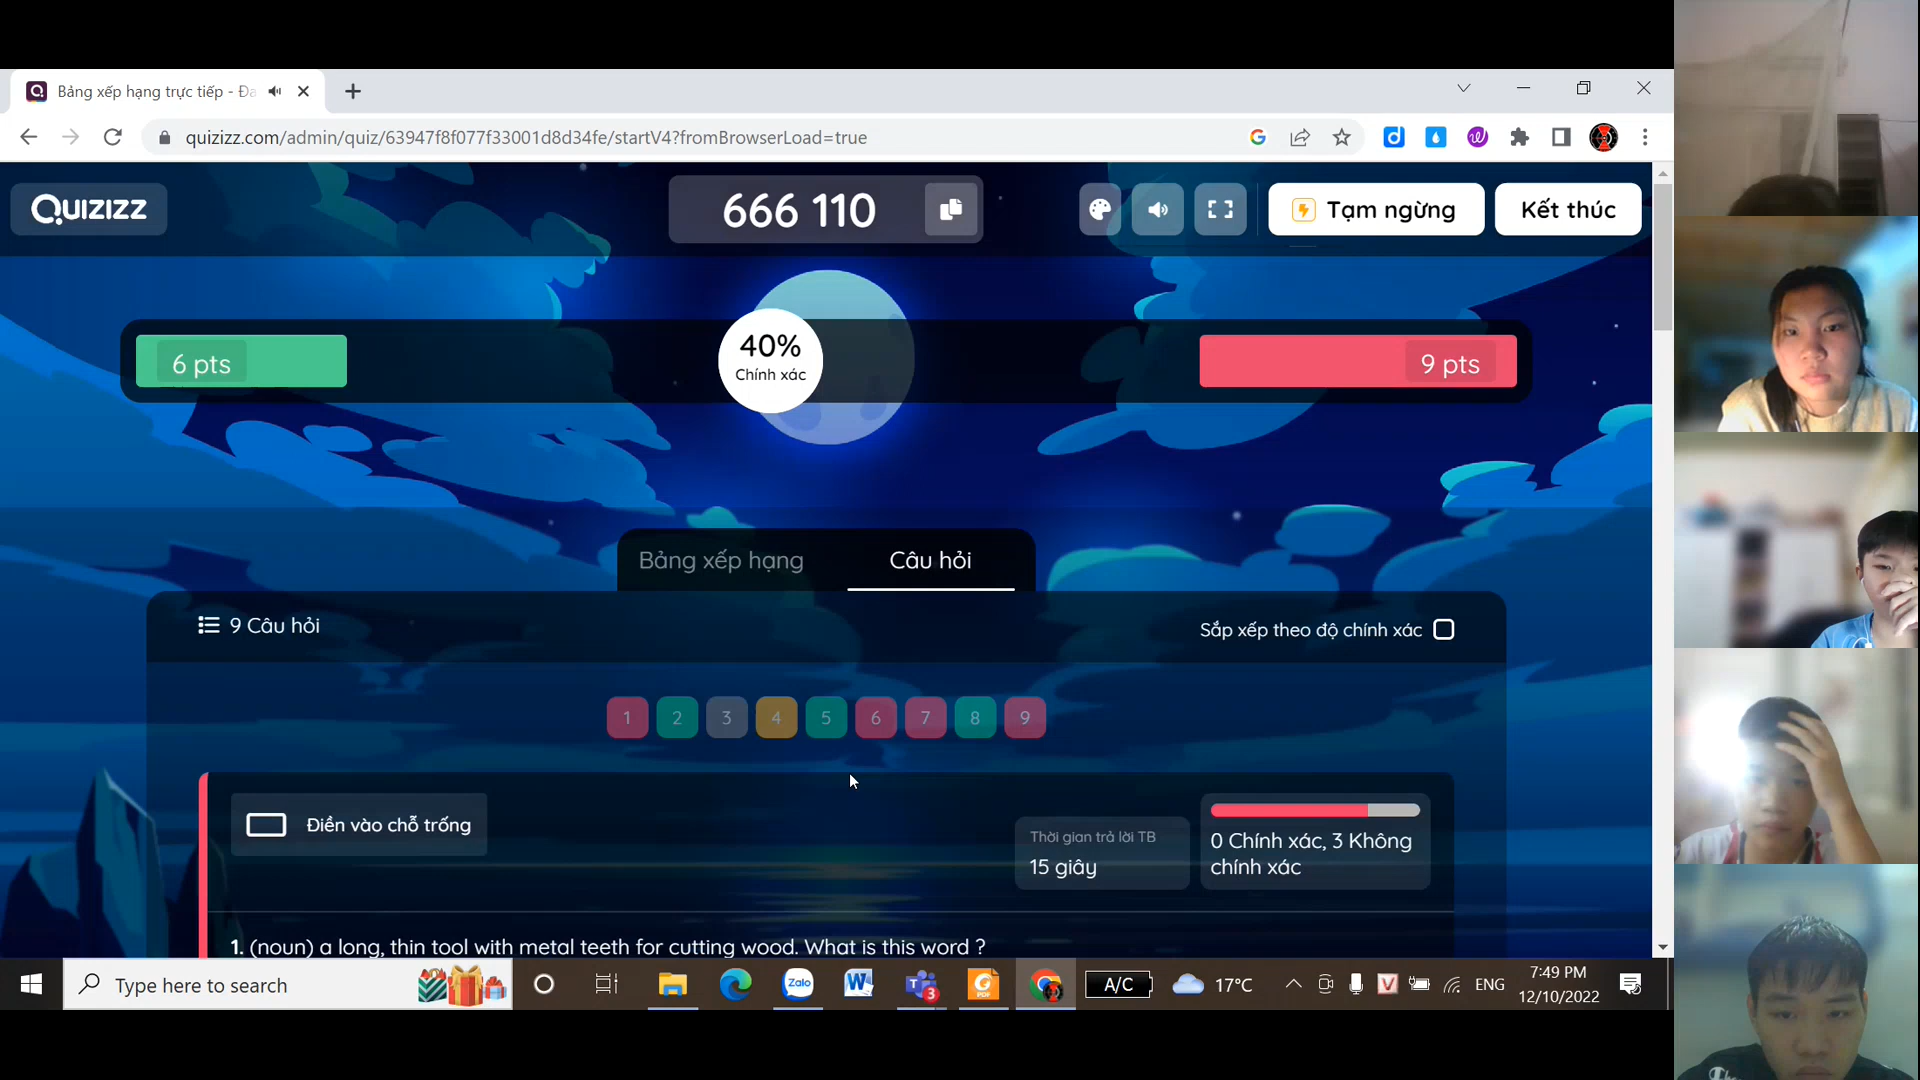 Bảng xếp hạng trực tiếp - Đa
quizizz.com/admin/quiz/63947f8f077f33001d8d34fe/startV4?fromBrowserLoad=true
QUIZIZZ
666 110
Tạm ngừng
Kết thúc
6 pts
40%
Chính xác
9 pts
Bảng xếp hạng
Câu hỏi
9 Câu hỏi
Sắp xếp theo độ chính xác
1 2 3 4 5 6 7 8 9
Điền vào chỗ trống
Thời gian trả lời TB
15 giây
0 Chính xác, 3 Không
chính xác
1. (noun) a long, thin tool with metal teeth for cutting wood. What is this word ?
Type here to search
Zalo
3
PDF
A/C
17°C
ENG
7:49 PM
12/10/2022